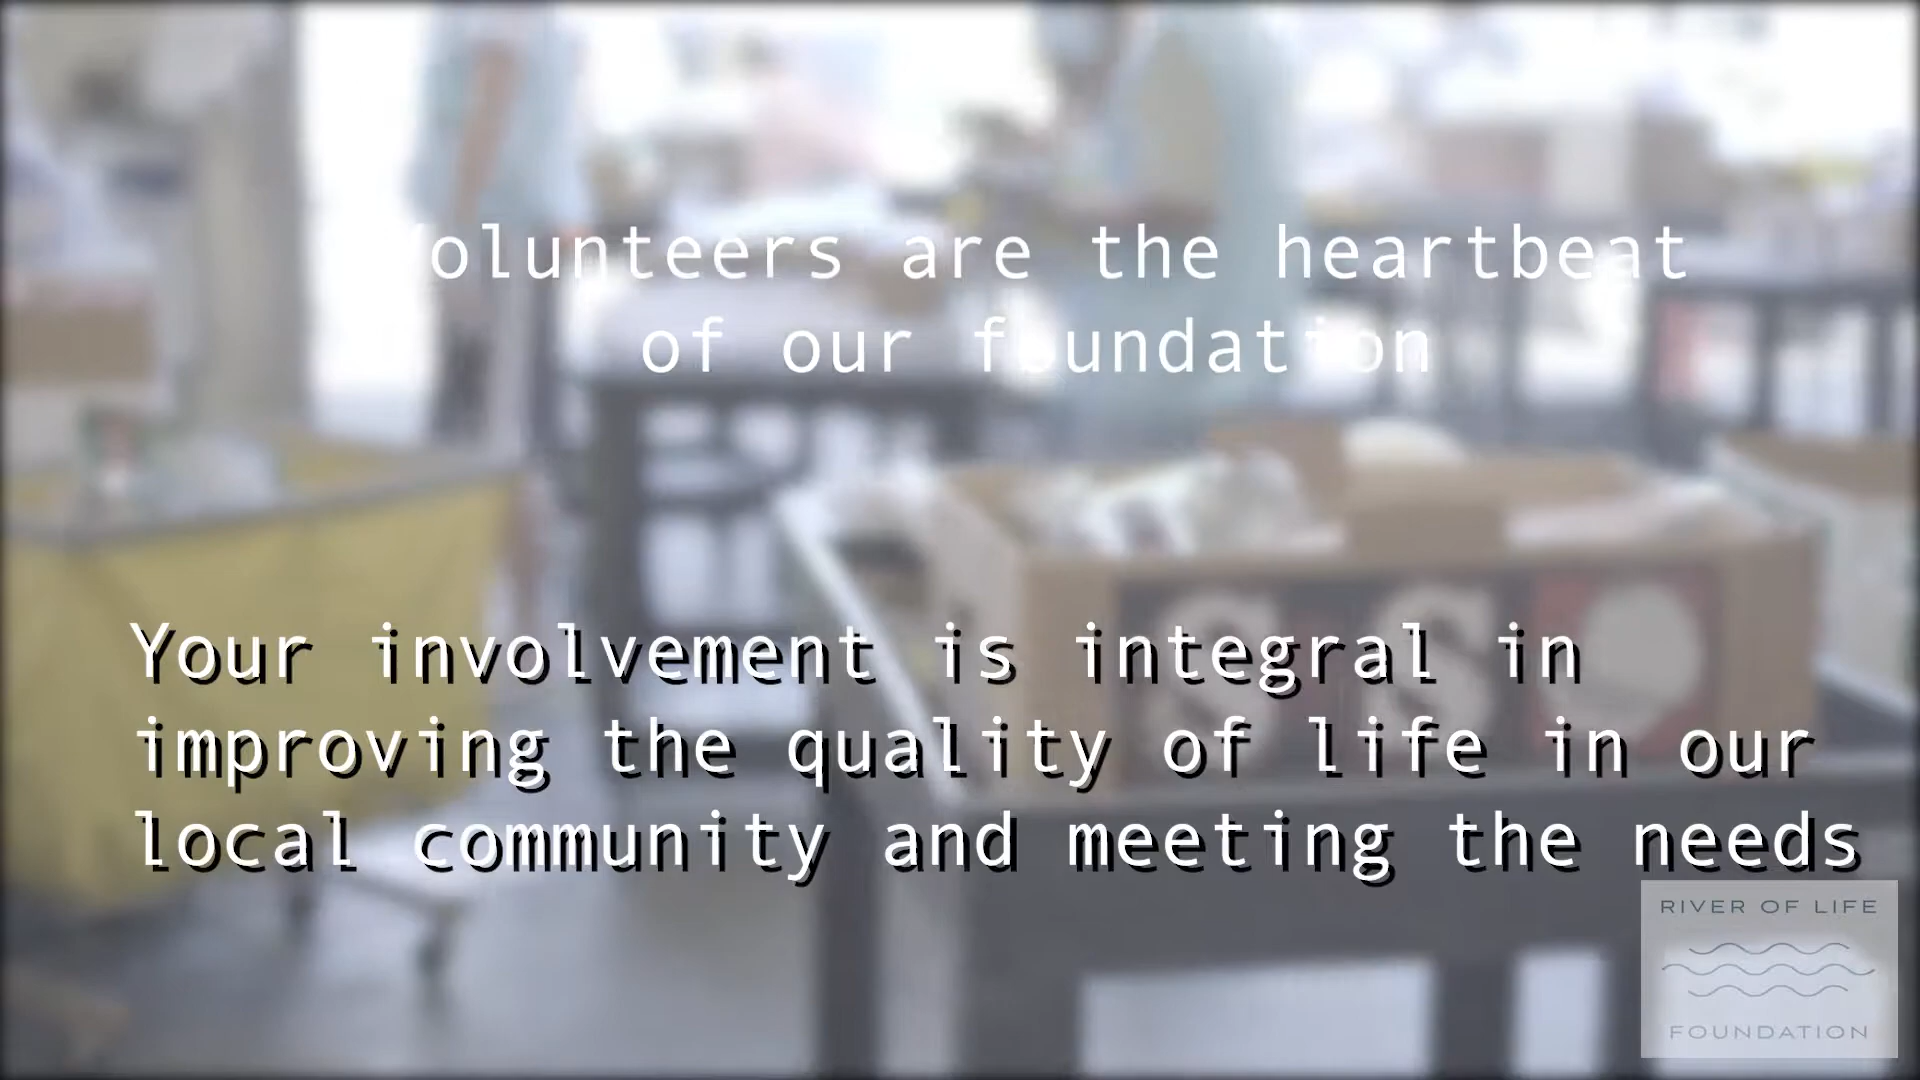 Volunteers are the heartbeat
of our foundation
Your involvement is integral in
improving the quality of life in our
local community and meeting the needs
RIVER OF LIFE
FOUNDATION